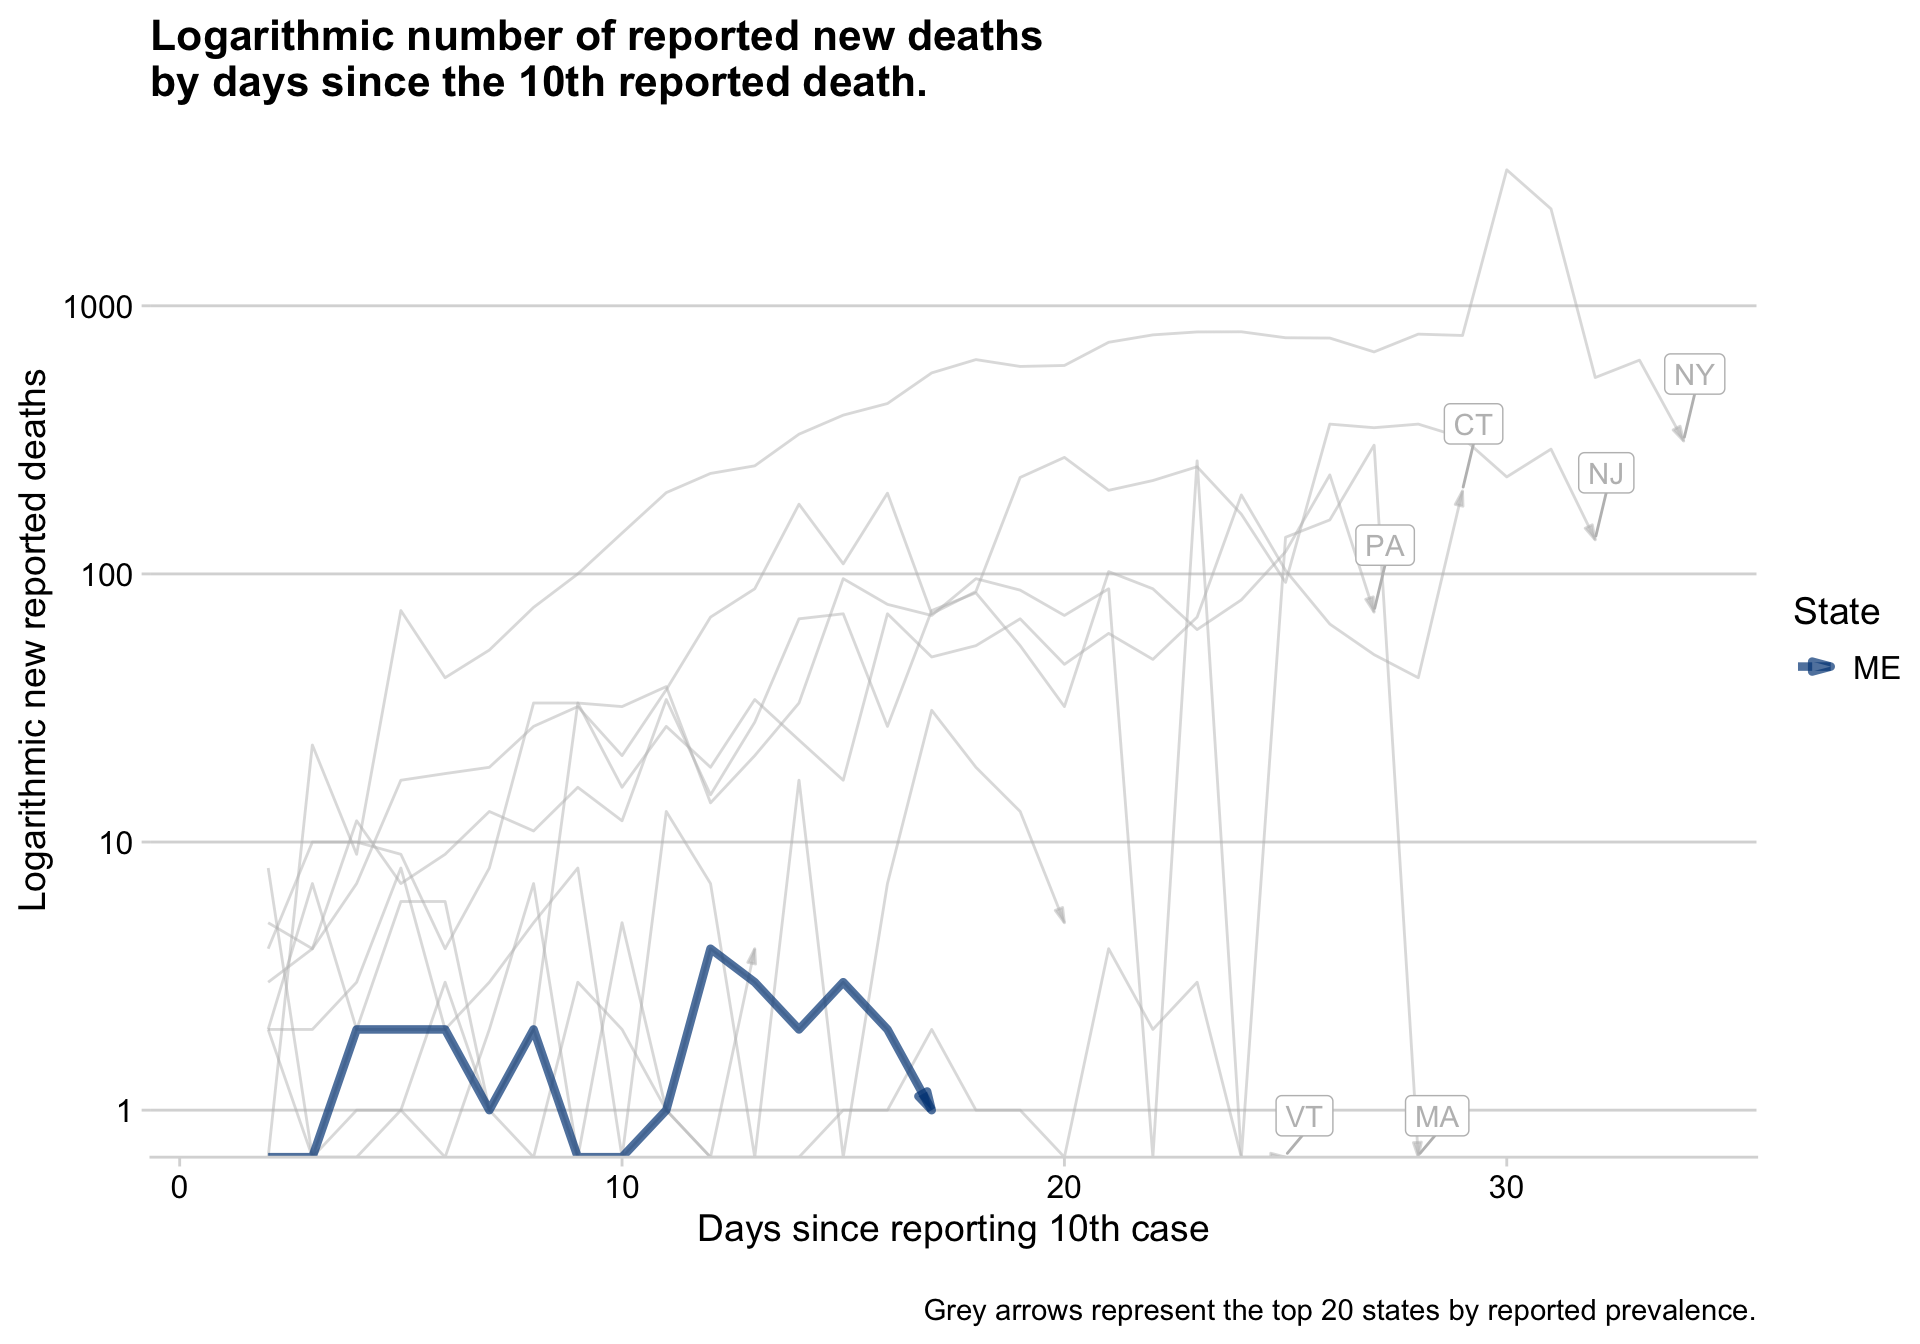 Logarithmic number of reported new deaths
by days since the 10th reported death.
Logarithmic new reported deaths
1000
100
10
1
NY
CT
NJ
PA
VT
MA
State
ME
0
10
20
30
Days since reporting 10th case
Grey arrows represent the top 20 states by reported prevalence.